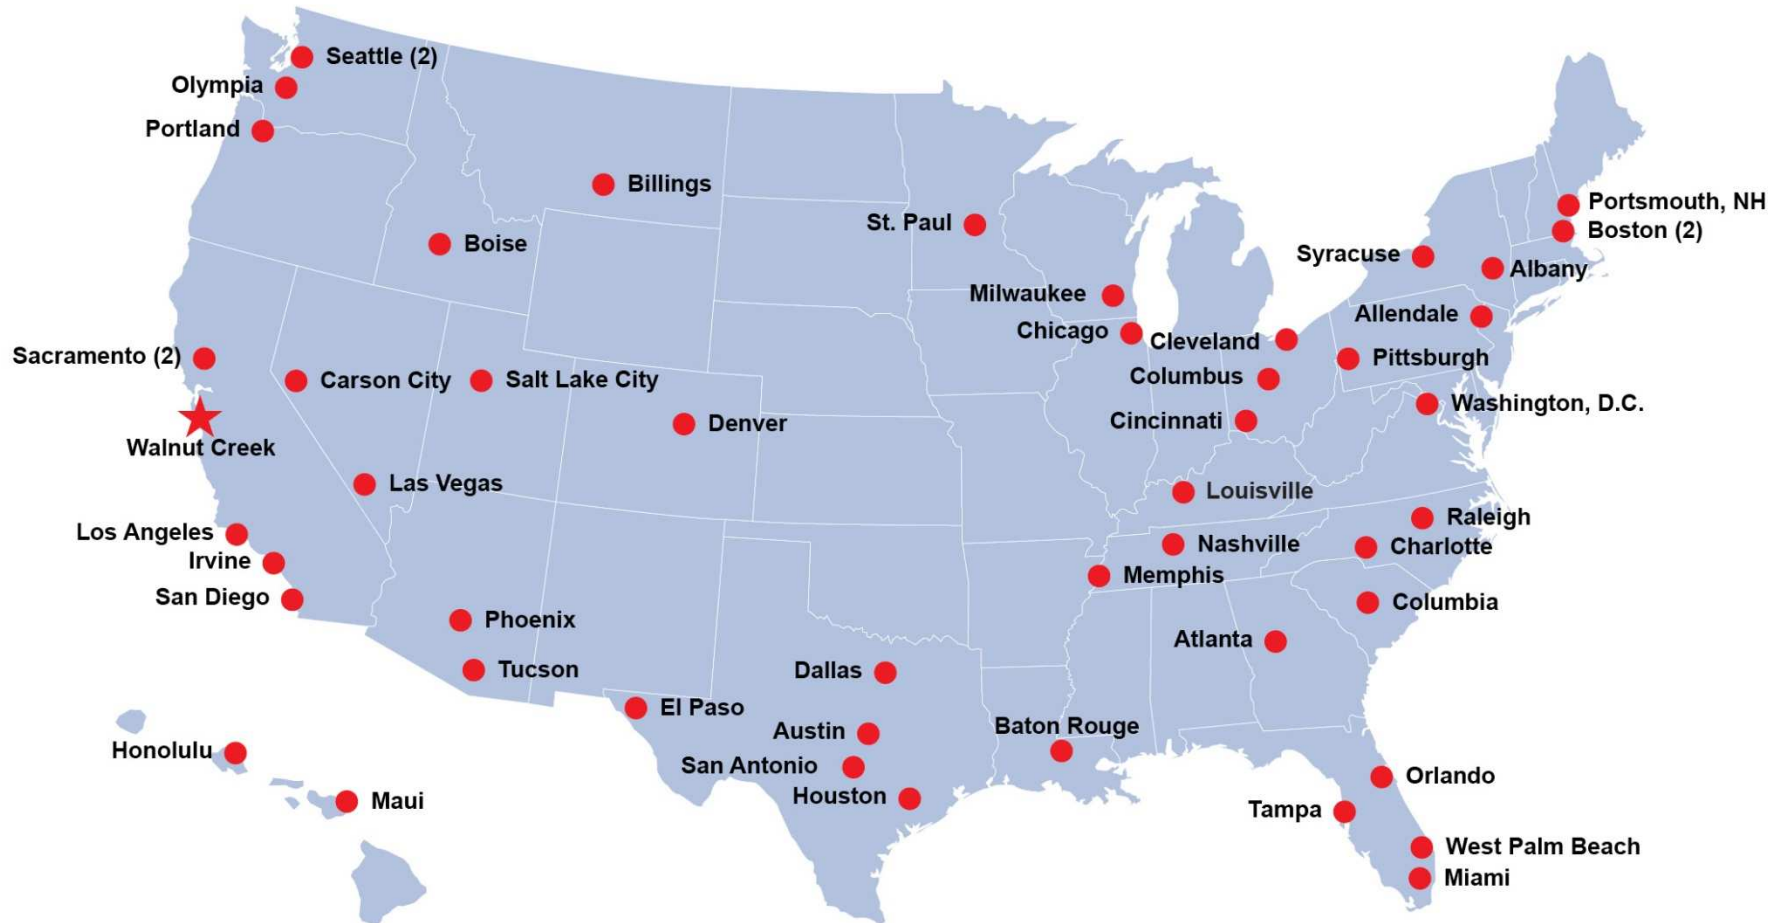 Seattle (2)
Olympia
Portland
Billings
Boise
St. Paul
Portsmouth, NH
Boston (2)
Syracuse
Albany
Milwaukee
Allendale
Chicago
Cleveland
Sacramento (2)
Pittsburgh
Carson City
Salt Lake City
Columbus
Washington, D.C.
Denver
Cincinnati
Walnut Creek
Las Vegas
Louisville
Raleigh
Los Angeles
Nashville
Charlotte
Irvine
Memphis
San Diego
Columbia
Phoenix
Atlanta
Tucson
Dallas
El Paso
Baton Rouge
Austin
Honolulu
San Antonio
Orlando
Houston
Maui
Tampa
West Palm Beach
Miami